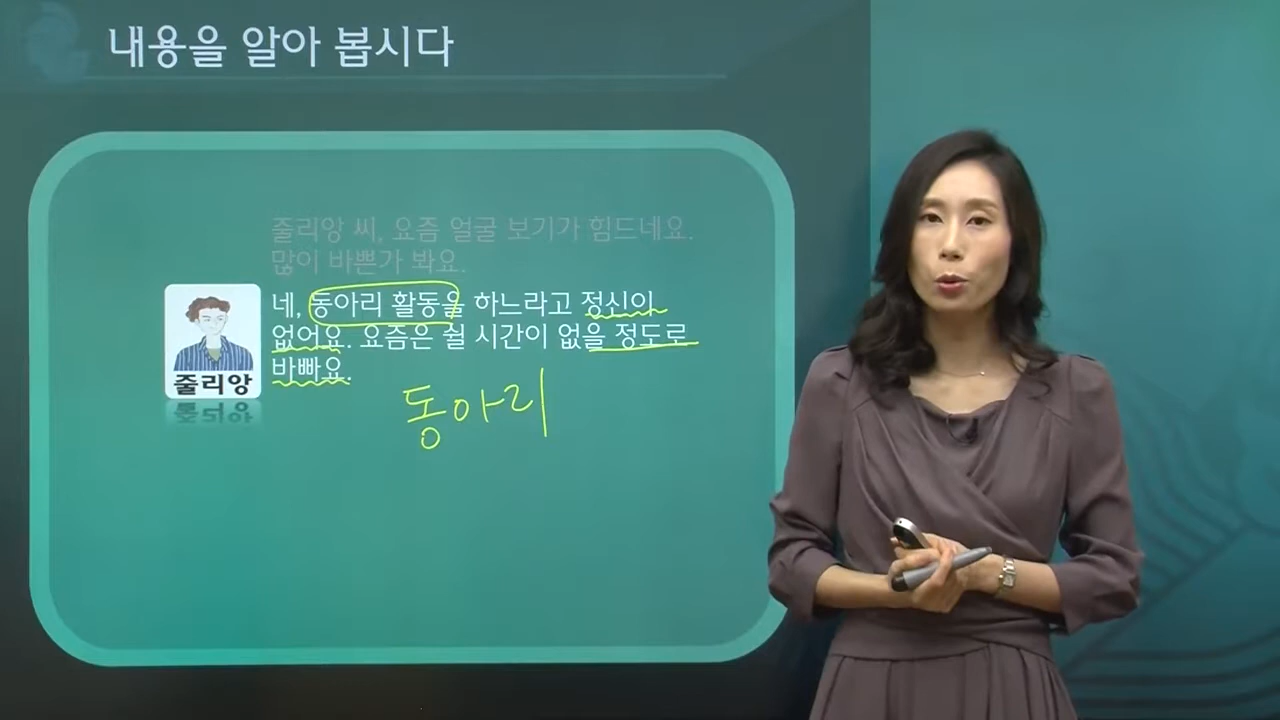 내용을 알아 봅시다
줄리앙 씨, 요즘 얼굴 보기가 힘드네요.
많이 바쁜가 봐요.
네, 동아리 활동을 하느라고 정신이
없어요. 요즘은 쉴 시간이 없을 정도로
바빠요.
줄리앙
동아리